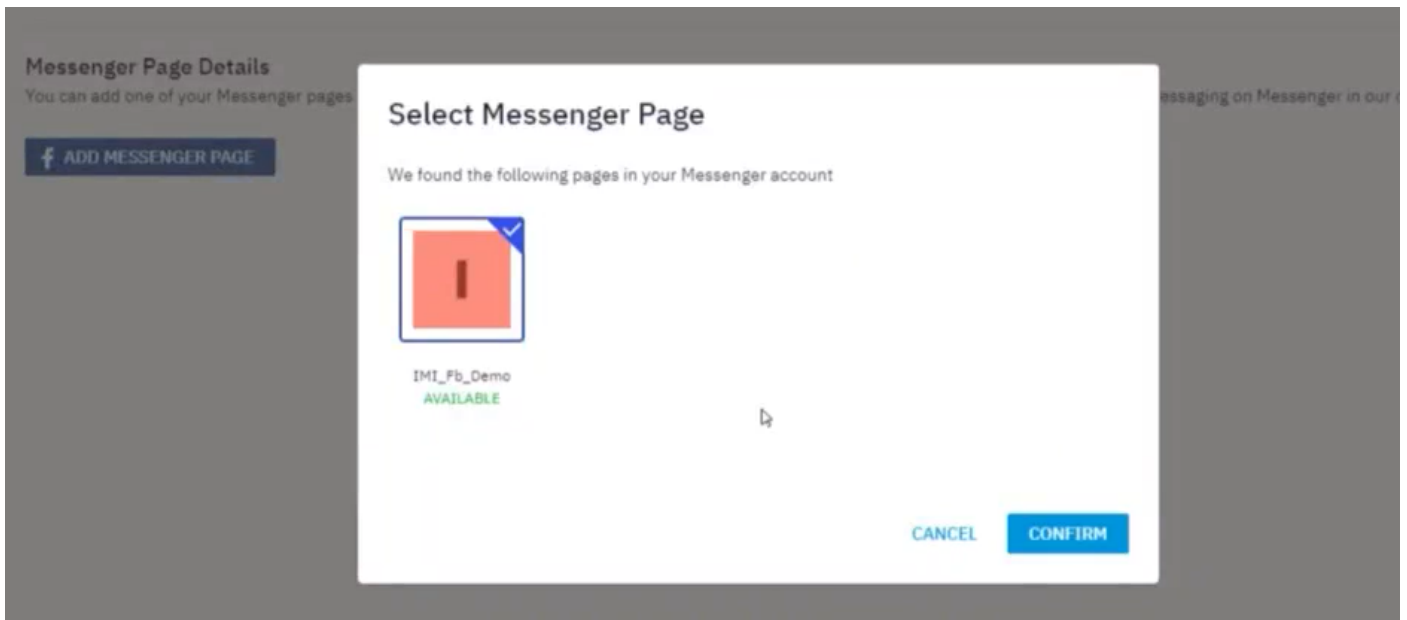 Messenger Page Details
You can add one of your Messenger pages
essaging on Messenger in our
ADD MESSENGER PAGE
Select Messenger Page
We found the following pages in your Messenger account
I
IMI_Fb_Demo
AVAILABLE
CANCEL
CONFIRM